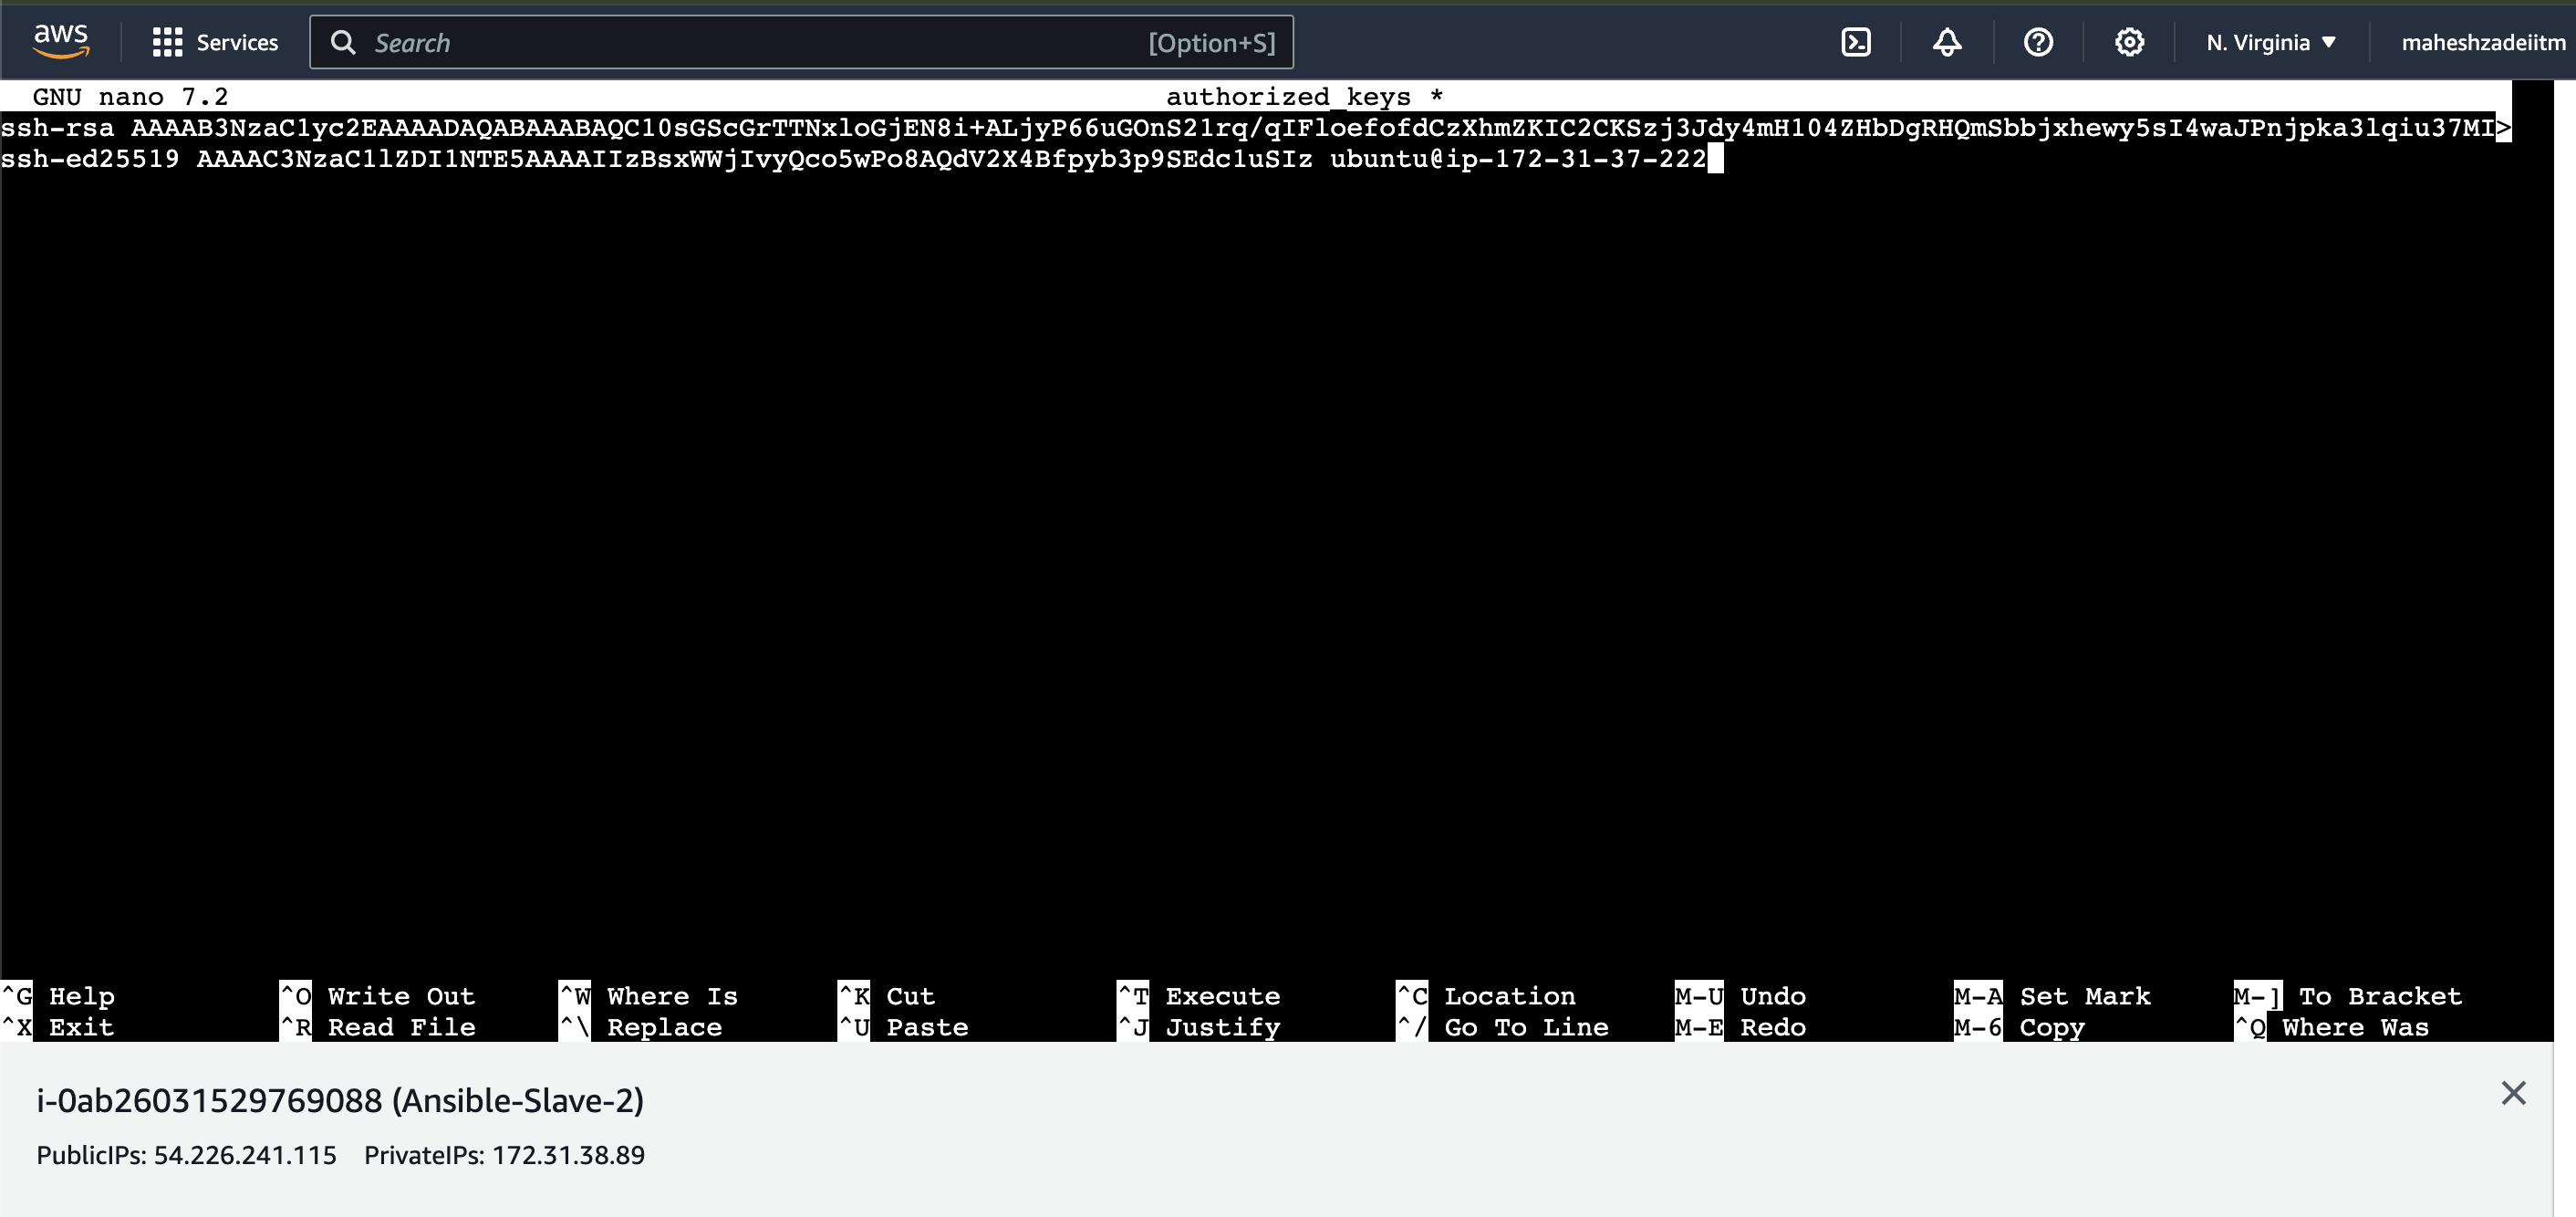 aws Services Search [Option+S] N. Virginia ▼ maheshzadeiitm
GNU nano 7.2 authorized_keys *
ssh-rsa AAAAB3NzaC1yc2EAAAADAQABAAABAQC10sGScGrTTNxloGjEN8i+ALjyP66uGOnS21rq/qIFloefofdCzXhmZKIC2CKSzj3Jdy4mH104ZHbDgRHQmSbbjxhewy5sI4waJPnjpka3lqiu37MI>
ssh-ed25519 AAAAC3NzaC1lZDI1NTE5AAAAIIzBsxWWjIvyQco5wPo8AQdV2X4Bfpyb3p9SEdc1uSIz ubuntu@ip-172-31-37-222
^G Help ^O Write Out ^W Where Is ^K Cut ^T Execute ^C Location M-U Undo M-A Set Mark M-] To Bracket
^X Exit ^R Read File ^\ Replace ^U Paste ^J Justify ^/ Go To Line M-E Redo M-6 Copy ^Q Where Was
i-0ab26031529769088 (Ansible-Slave-2)
PublicIPs: 54.226.241.115 PrivateIPs: 172.31.38.89